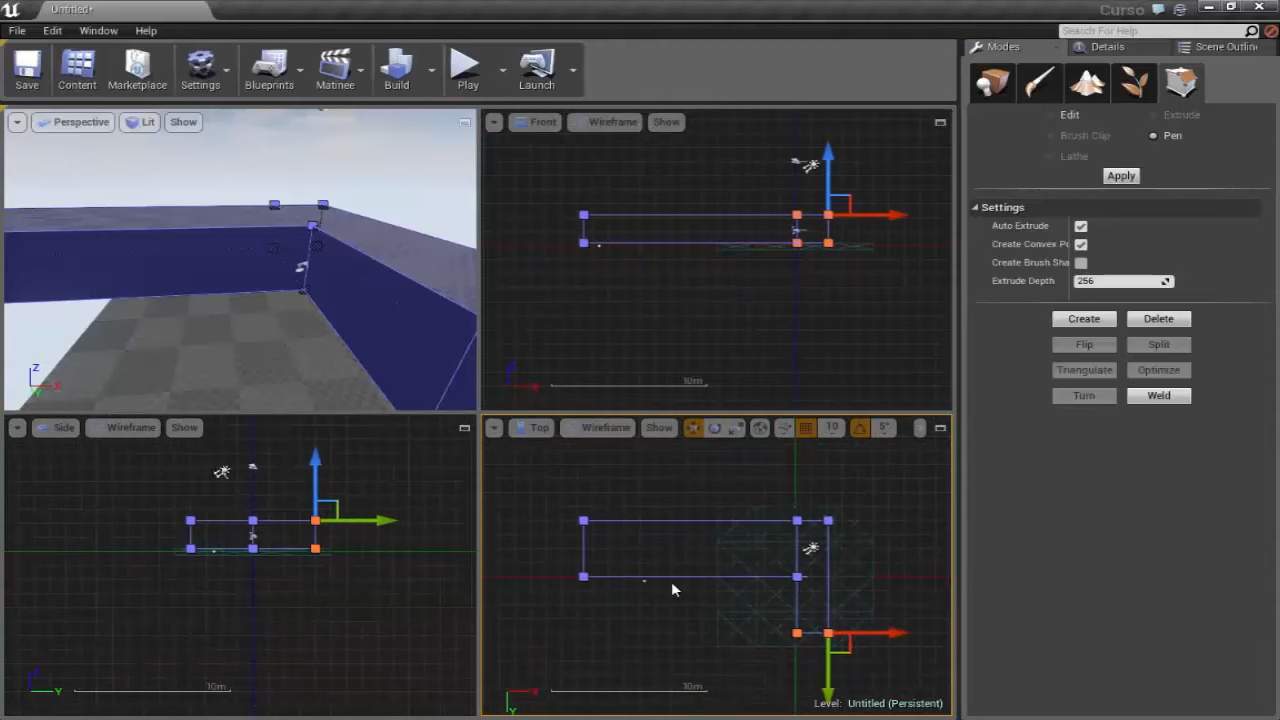 Untitled*
Curso
File Edit Window Help
Search For Help
Save Content Marketplace Settings Blueprints Matinee Build Play Launch
Modes Details Scene Outlin
Edit Extrude
Brush Clip Pen
Lathe
Apply
Settings
Auto Extrude
Create Convex Po
Create Brush Sha
Extrude Depth 256
Create Delete
Flip Split
Triangulate Optimize
Turn Weld
Perspective Lit Show
Z
X
Y
Front Wireframe Show
Z
X
10m
Side Wireframe Show
Z
Y
10m
Top Wireframe Show 10 5°
X
Y
10m
Level: Untitled (Persistent)